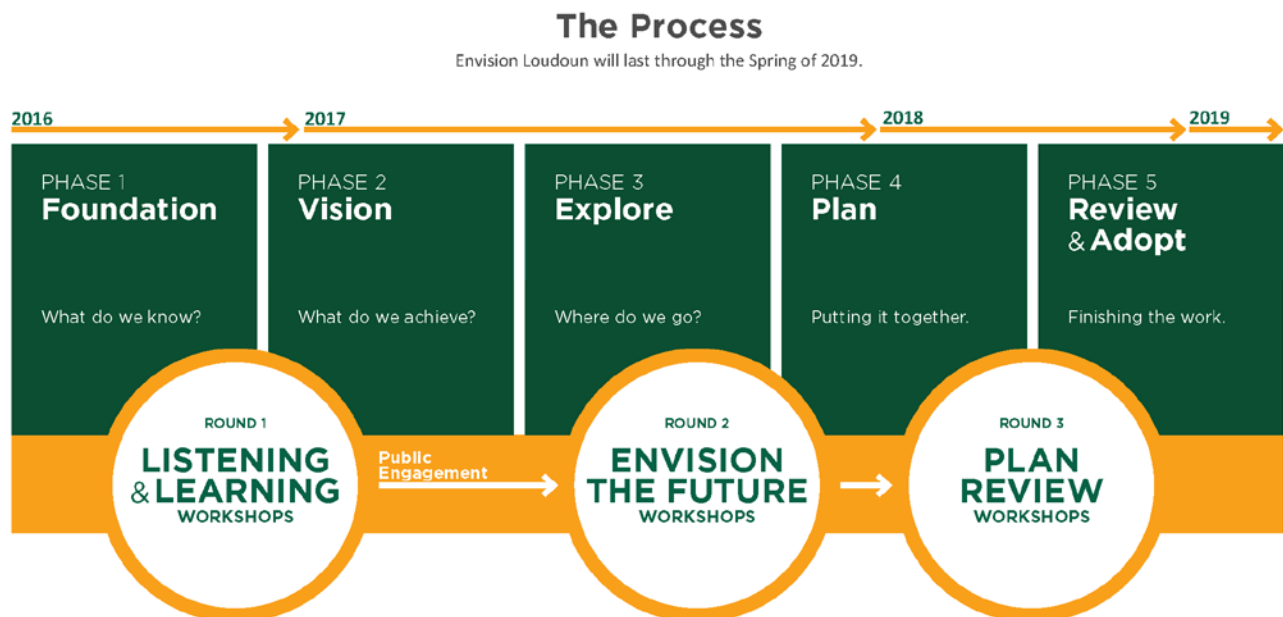 The Process
Envision Loudoun will last through the Spring of 2019.
2016
2017
2018
2019
PHASE 1
Foundation
What do we know?
PHASE 2
Vision
What do we achieve?
PHASE 3
Explore
Where do we go?
PHASE 4
Plan
Putting it together.
PHASE 5
Review
& Adopt
Finishing the work.
ROUND 1
LISTENING
& LEARNING
WORKSHOPS
Public
Engagement
ROUND 2
ENVISION
THE FUTURE
WORKSHOPS
ROUND 3
PLAN
REVIEW
WORKSHOPS